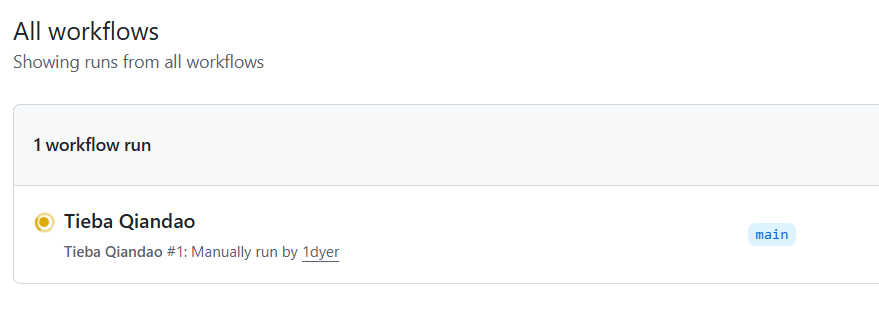 All workflows
Showing runs from all workflows
1 workflow run
Tieba Qiandao
main
Tieba Qiandao #1: Manually run by 1dyer